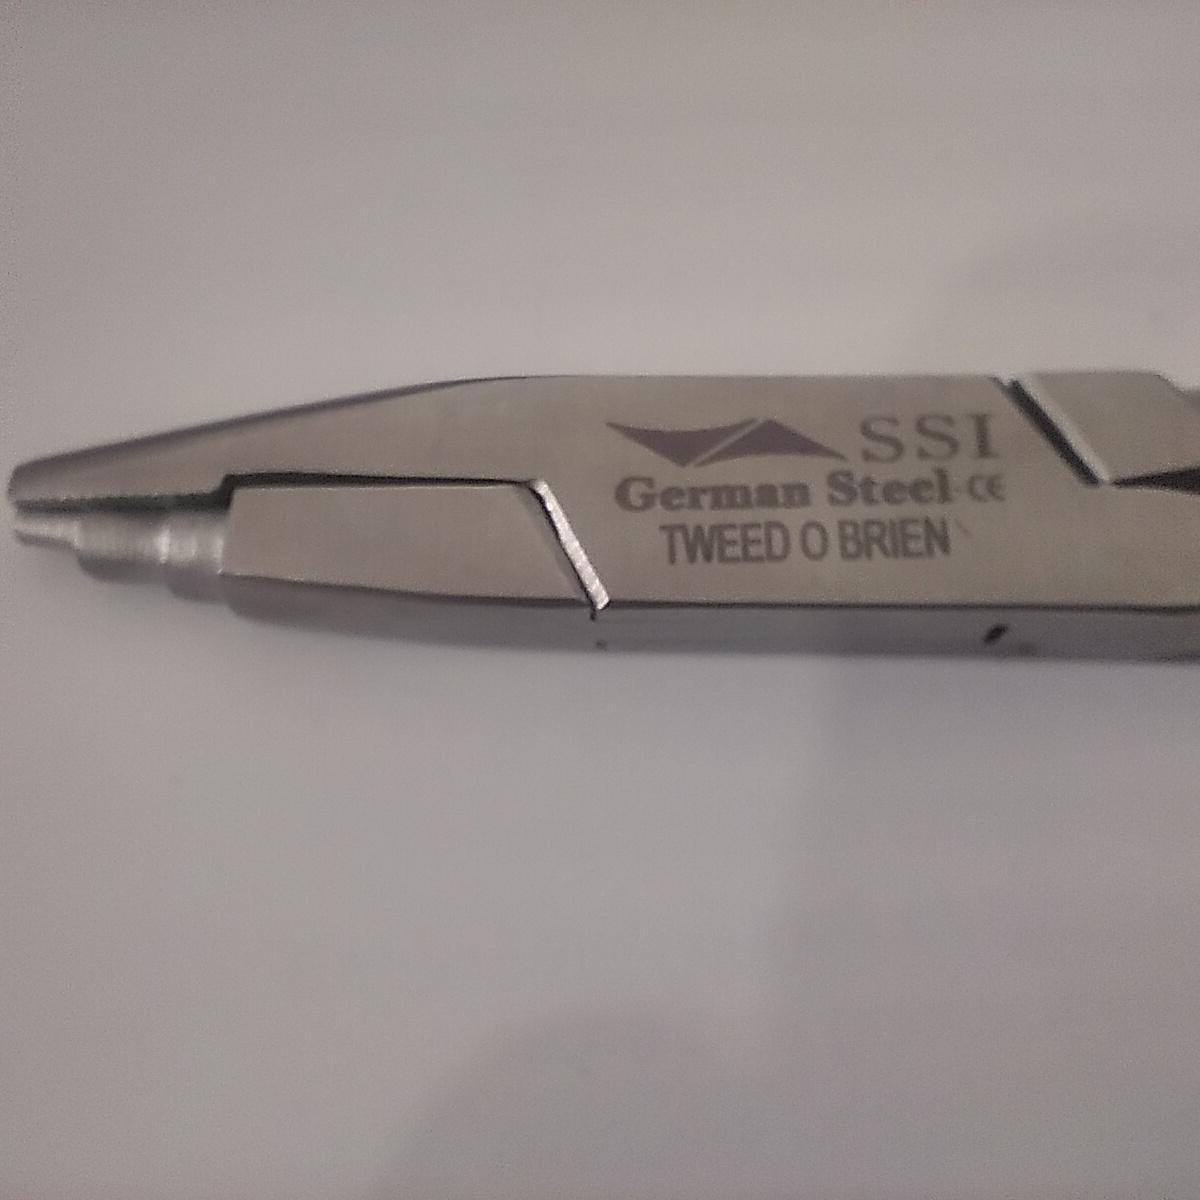 SSI
German Steel CE
TWEED O BRIEN